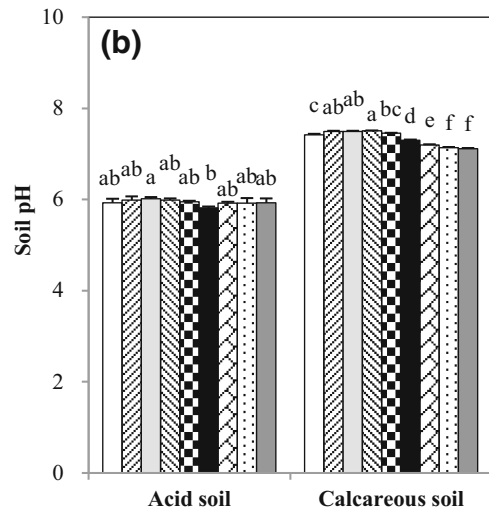 (b)
10
8
6
4
2
0
Soil pH
ab ab a ab ab b ab ab ab
c ab ab a bc d e f f
Acid soil Calcareous soil